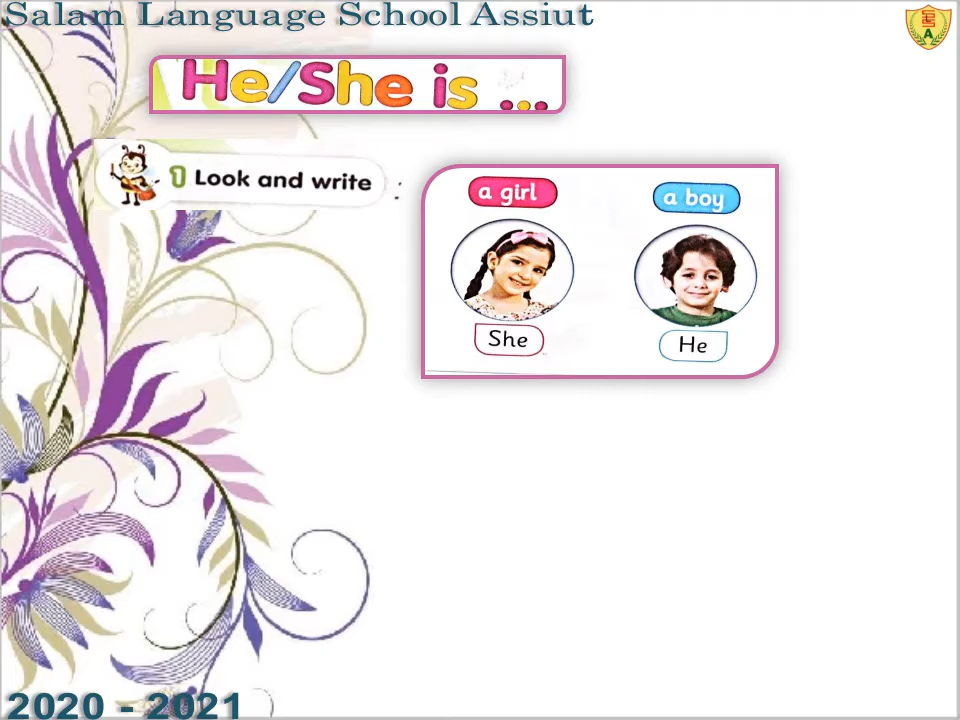 Salam Language School Assiut
He/She is ...
1 Look and write :
a girl
a boy
She
He
2020 - 2021
A